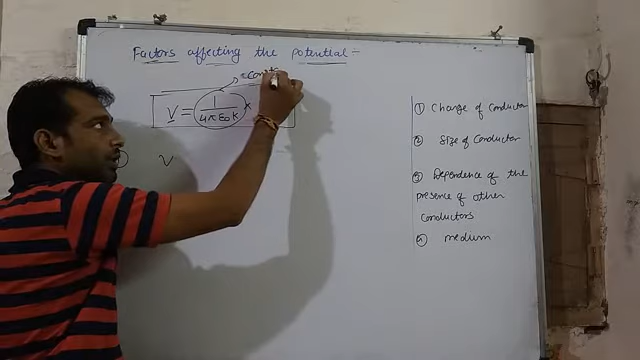 Factors affecting the potential :-
= const
V = 1/4πε0K ×
V
① Charge of Conductor
② Size of Conductor
③ Dependence of the
presence of other
conductors
④ medium